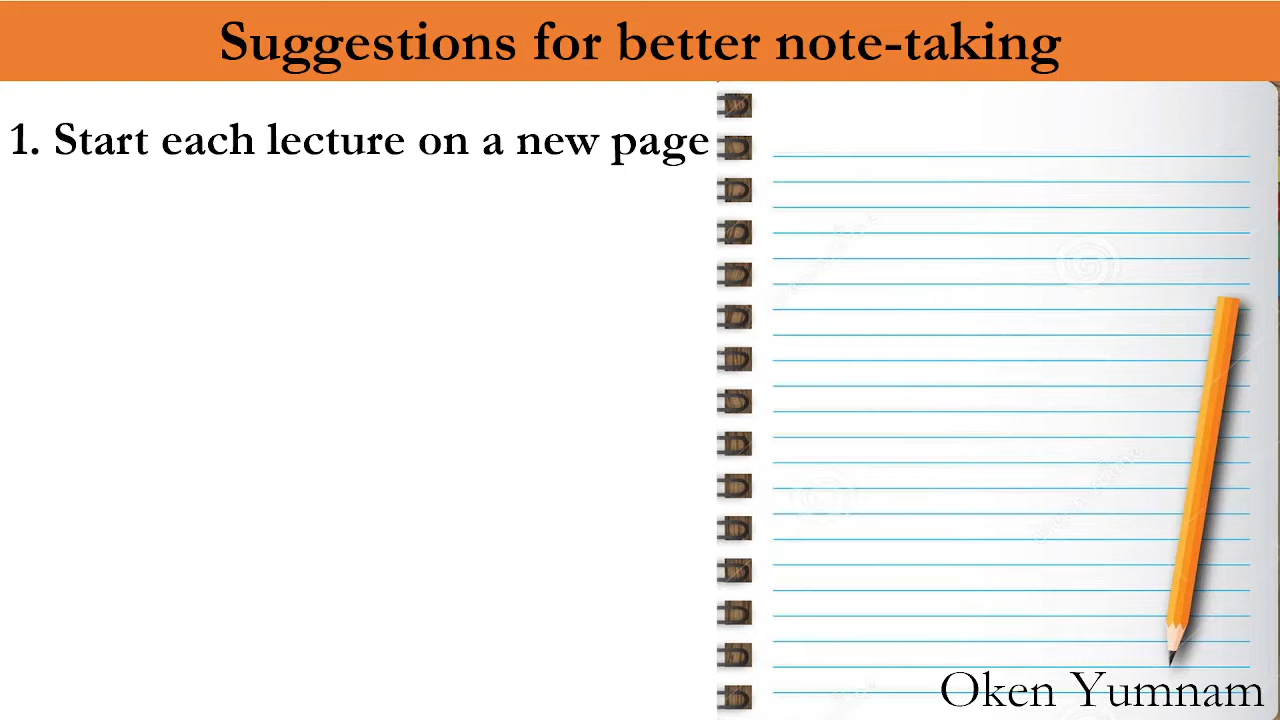 Suggestions for better note-taking
1. Start each lecture on a new page
Oken Yumnam